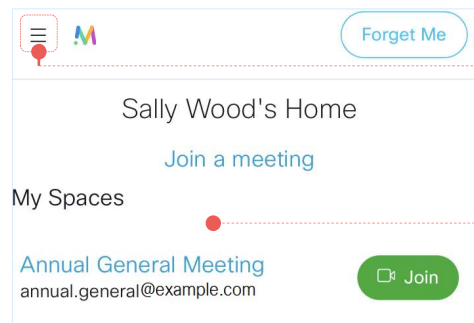 Forget Me
Sally Wood's Home
Join a meeting
My Spaces
Annual General Meeting
annual.general@example.com
Join